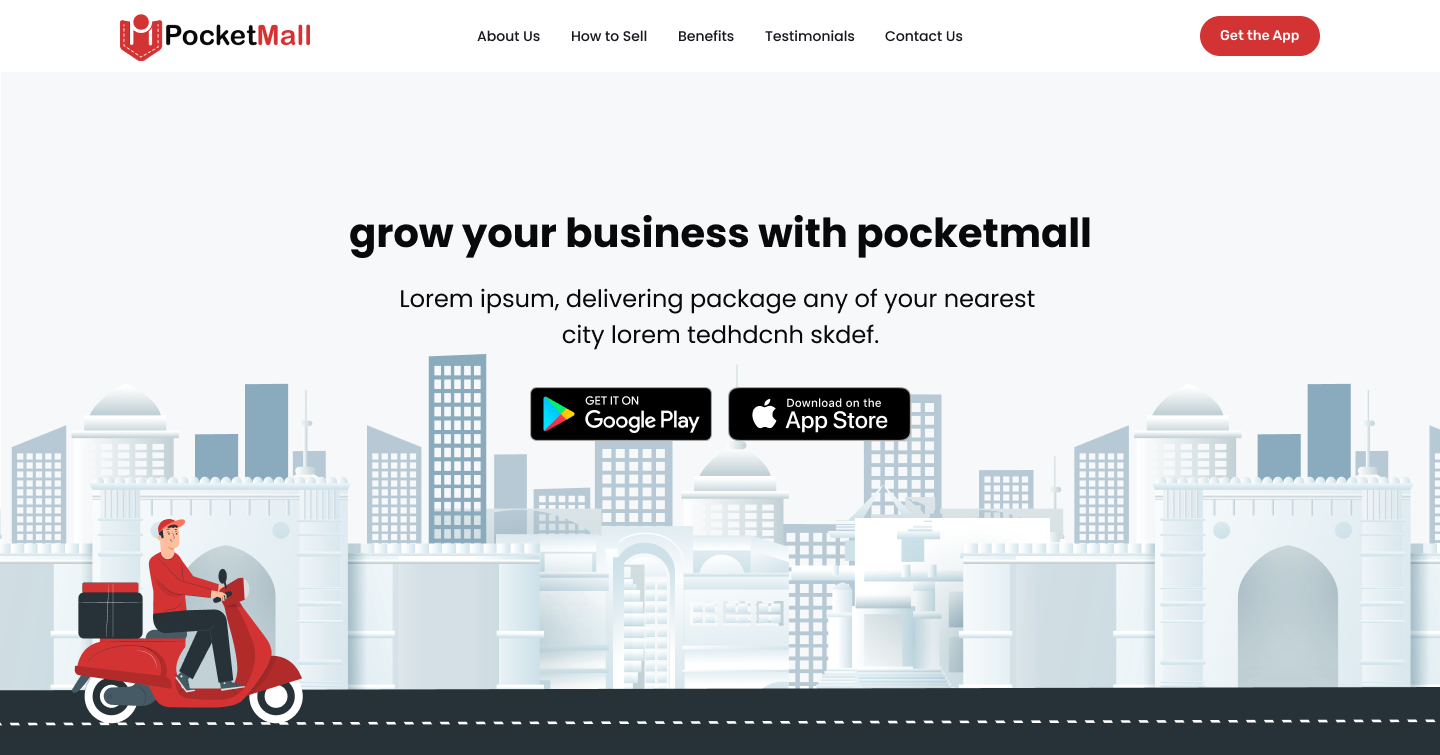 PocketMall
About Us
How to Sell
Benefits
Testimonials
Contact Us
Get the App
grow your business with pocketmall
Lorem ipsum, delivering package any of your nearest
city lorem tedhdcnh skdef.
GET IT ON
Google Play
Download on the
App Store